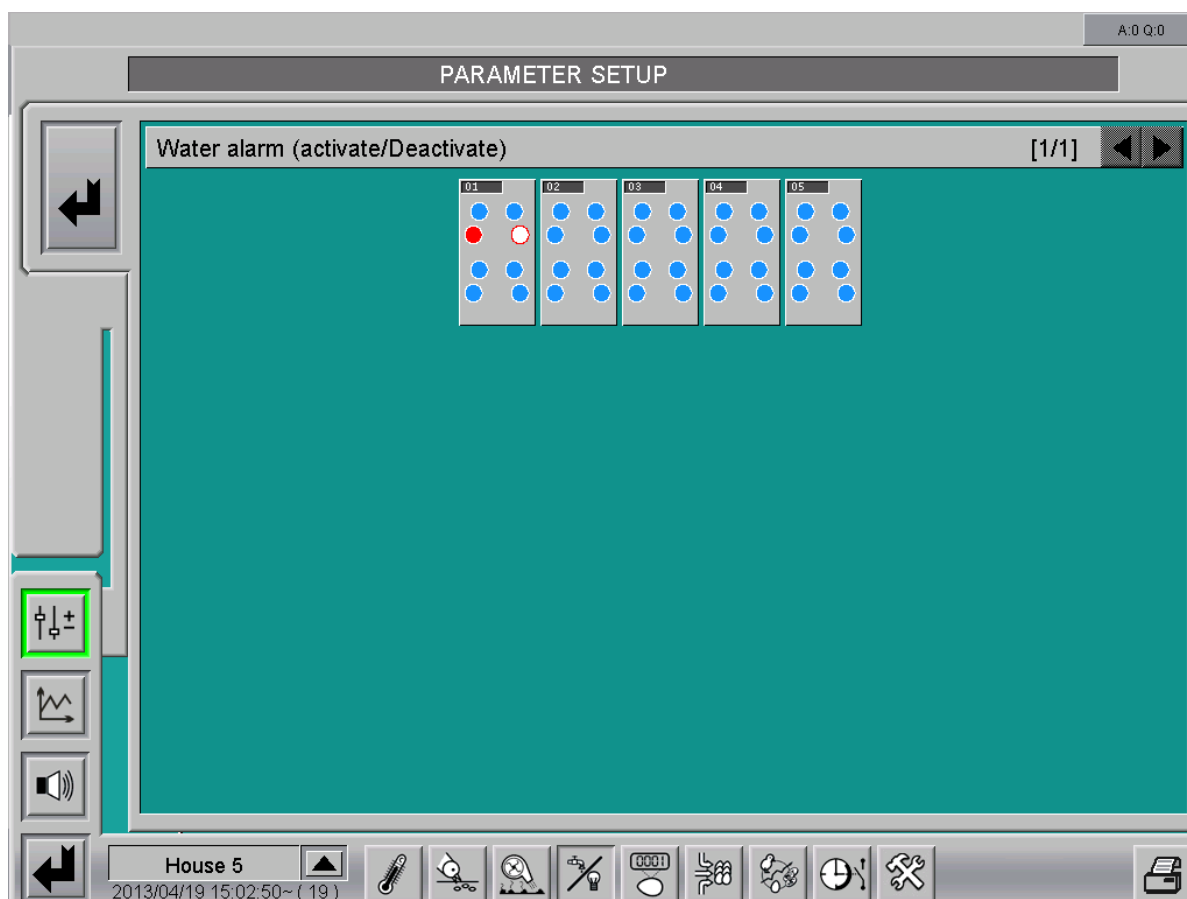 A:0 Q:0
PARAMETER SETUP
Water alarm (activate/Deactivate) [1/1]
01 02 03 04 05
House 5
0001
2013/04/19 15:02:50~ ( 19 )